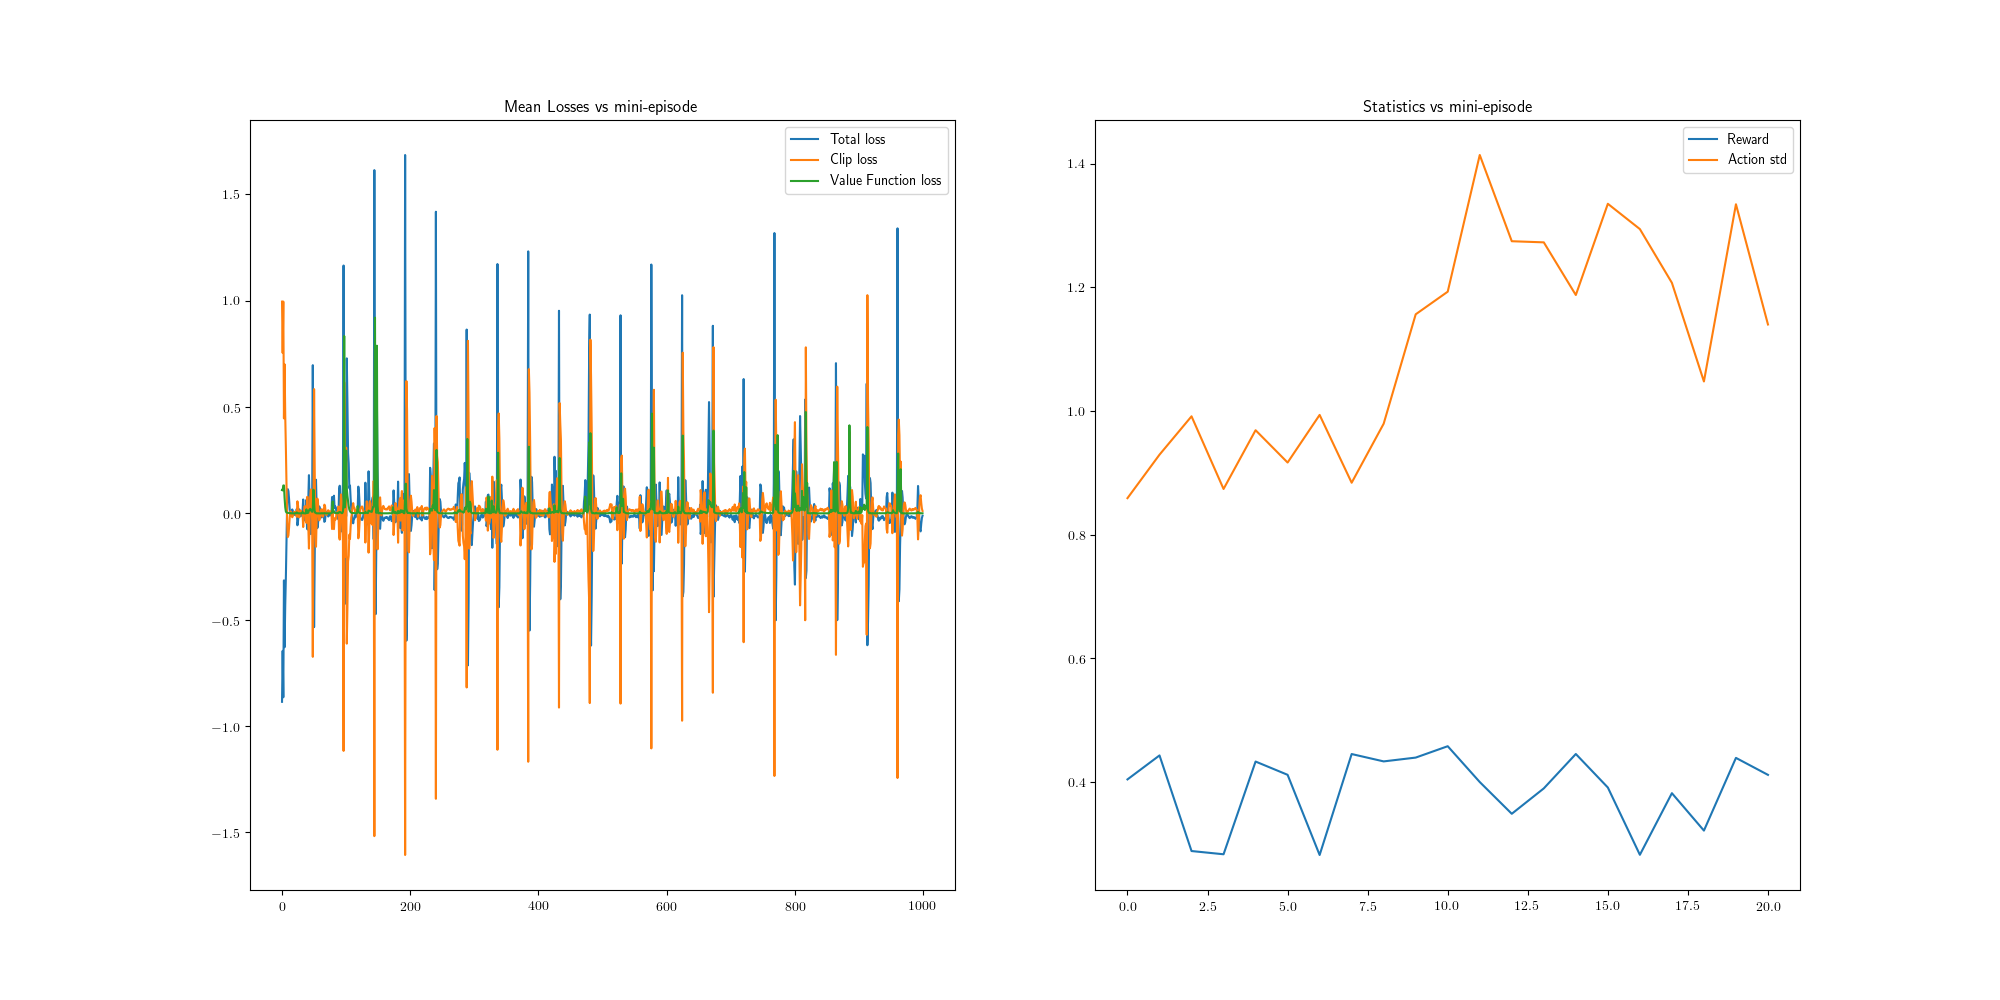 Mean Losses vs mini-episode
Total loss
Clip loss
Value Function loss
1.5
1.0
0.5
0.0
−0.5
−1.0
−1.5
0 200 400 600 800 1000
Statistics vs mini-episode
Reward
Action std
1.4
1.2
1.0
0.8
0.6
0.4
0.0 2.5 5.0 7.5 10.0 12.5 15.0 17.5 20.0